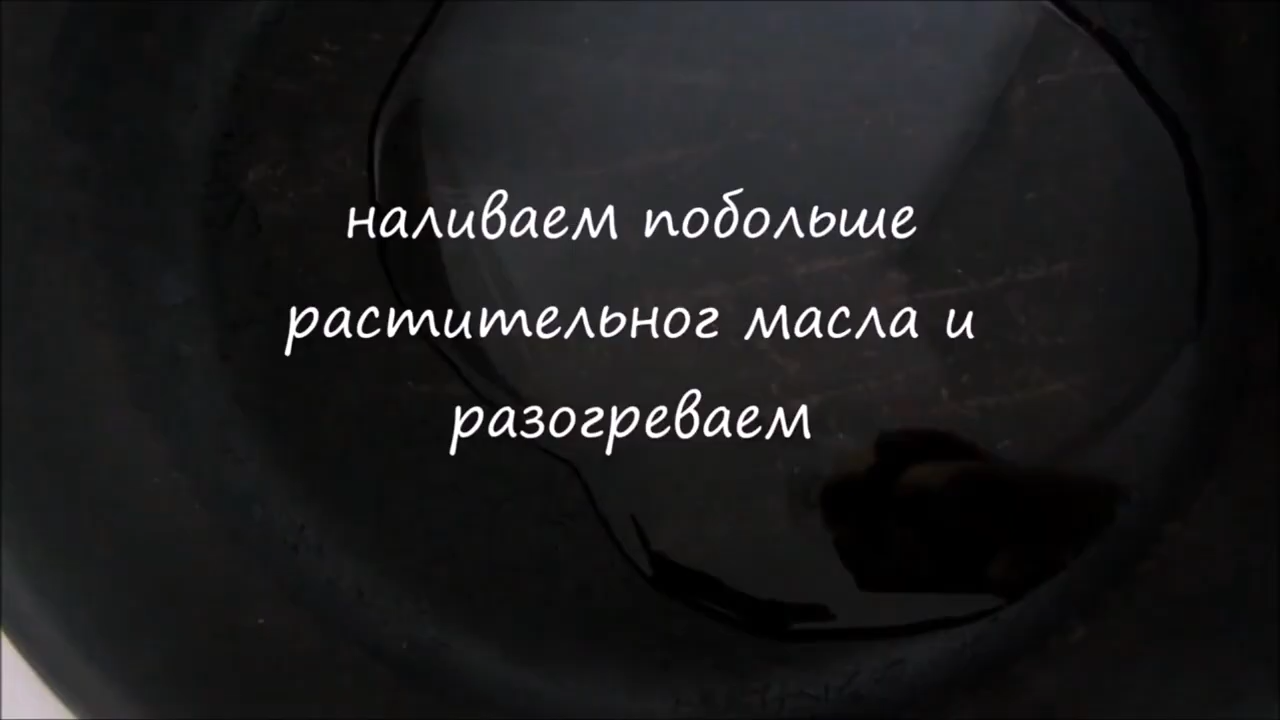 наливаем побольше
растительног масла и
разогреваем